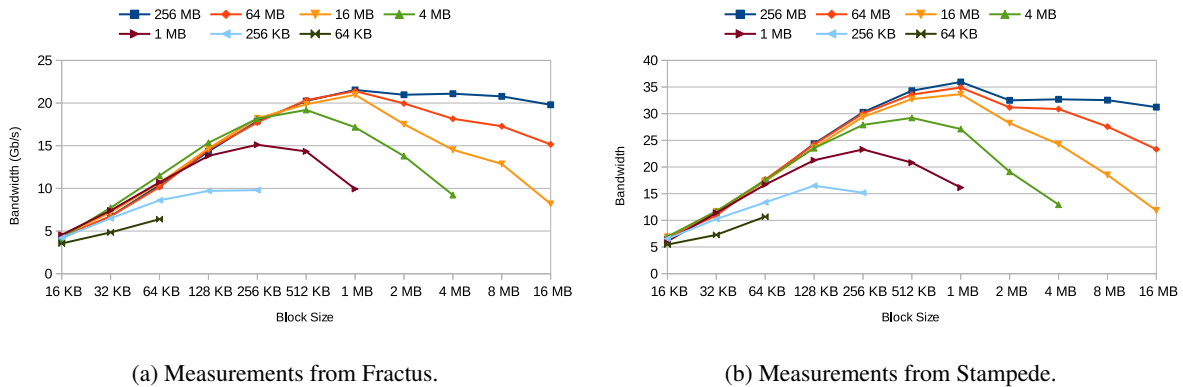 256 MB 64 MB 16 MB 4 MB
1 MB 256 KB 64 KB
25
20
15
10
5
0
Bandwidth (Gb/s)
16 KB 32 KB 64 KB 128 KB 256 KB 512 KB 1 MB 2 MB 4 MB 8 MB 16 MB
Block Size
(a) Measurements from Fractus.
256 MB 64 MB 16 MB 4 MB
1 MB 256 KB 64 KB
40
35
30
25
20
15
10
5
0
Bandwidth
16 KB 32 KB 64 KB 128 KB 256 KB 512 KB 1 MB 2 MB 4 MB 8 MB 16 MB
Block Size
(b) Measurements from Stampede.